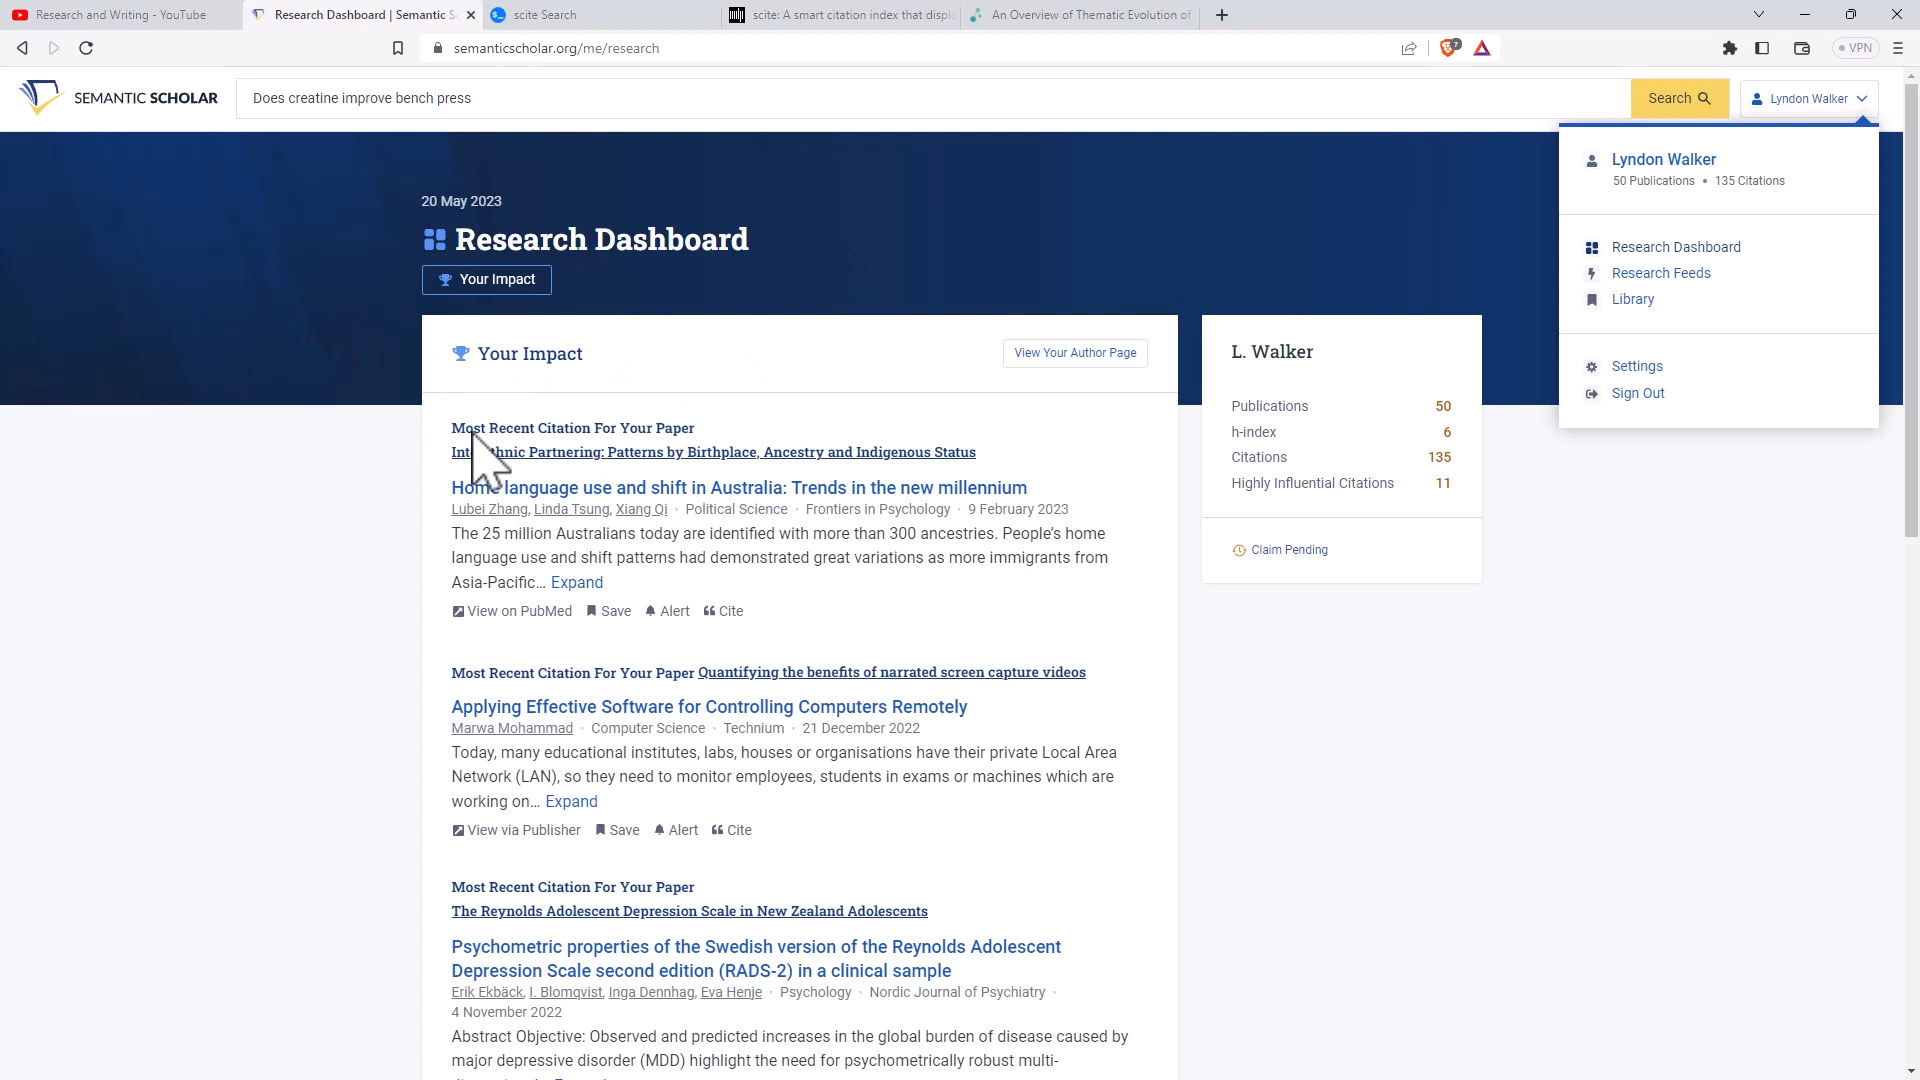 Research and Writing - YouTube
Research Dashboard | Semantic S
scite Search
scite: A smart citation index that displa
An Overview of Thematic Evolution of
semanticscholar.org/me/research
7
VPN
SEMANTIC SCHOLAR
Does creatine improve bench press
Search
Lyndon Walker
Lyndon Walker
50 Publications • 135 Citations
Research Dashboard
Research Feeds
Library
Settings
Sign Out
20 May 2023
Research Dashboard
Your Impact
Your Impact
View Your Author Page
Most Recent Citation For Your Paper
Partnering: Patterns by Birthplace, Ancestry and Indigenous Status
Home language use and shift in Australia: Trends in the new millennium
Lubei Zhang, Linda Tsung, Xiang Qi · Political Science · Frontiers in Psychology · 9 February 2023
The 25 million Australians today are identified with more than 300 ancestries. People's home
language use and shift patterns had demonstrated great variations as more immigrants from
Asia-Pacific... Expand
View on PubMed Save Alert Cite
Most Recent Citation For Your Paper Quantifying the benefits of narrated screen capture videos
Applying Effective Software for Controlling Computers Remotely
Marwa Mohammad · Computer Science · Technium · 21 December 2022
Today, many educational institutes, labs, houses or organisations have their private Local Area
Network (LAN), so they need to monitor employees, students in exams or machines which are
working on... Expand
View via Publisher Save Alert Cite
Most Recent Citation For Your Paper
The Reynolds Adolescent Depression Scale in New Zealand Adolescents
Psychometric properties of the Swedish version of the Reynolds Adolescent
Depression Scale second edition (RADS-2) in a clinical sample
Erik Ekbäck, I. Blomqvist, Inga Dennhag, Eva Henje · Psychology · Nordic Journal of Psychiatry ·
4 November 2022
Abstract Objective: Observed and predicted increases in the global burden of disease caused by
major depressive disorder (MDD) highlight the need for psychometrically robust multi-
L. Walker
Publications 50
h-index 6
Citations 135
Highly Influential Citations 11
Claim Pending